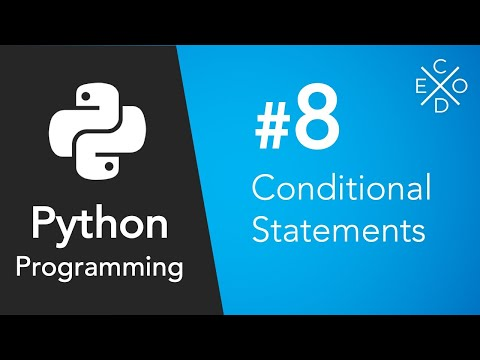 Python
Programming
#8
Conditional
Statements
C
E O
D